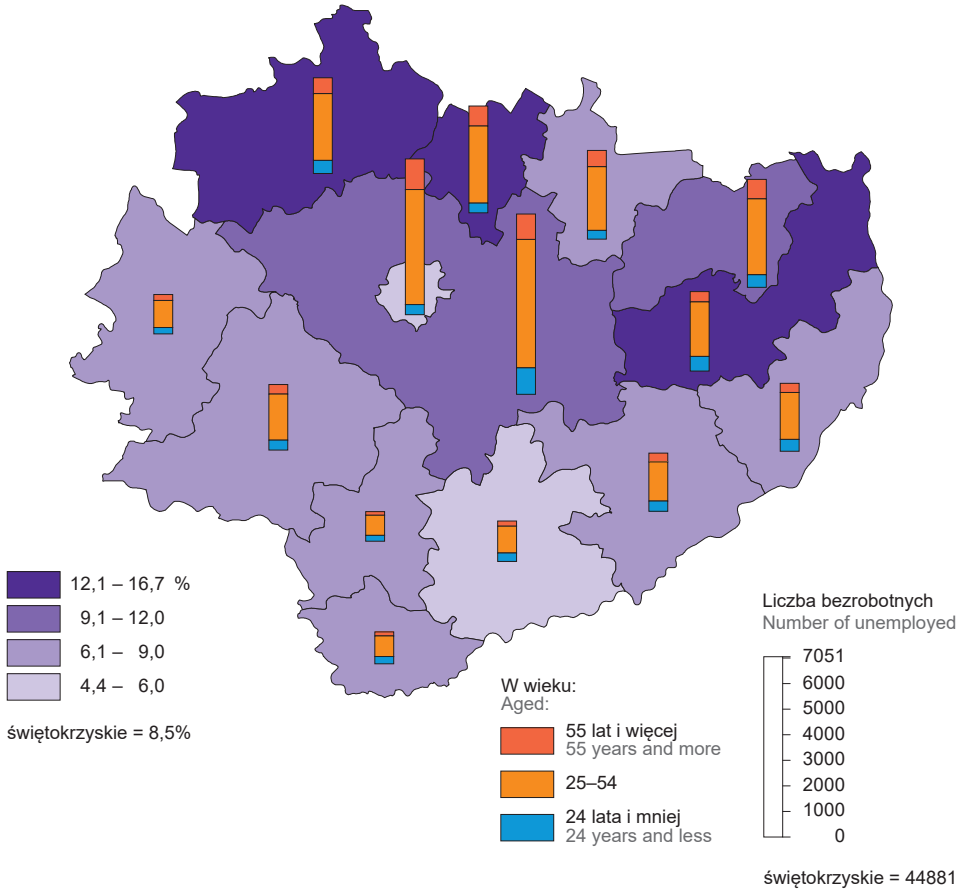 12,1 – 16,7 %
9,1 – 12,0
6,1 – 9,0
4,4 – 6,0
świętokrzyskie = 8,5%
W wieku:
Aged:
55 lat i więcej
55 years and more
25–54
24 lata i mniej
24 years and less
Liczba bezrobotnych
Number of unemployed
7051
6000
5000
4000
3000
2000
1000
0
świętokrzyskie = 44881